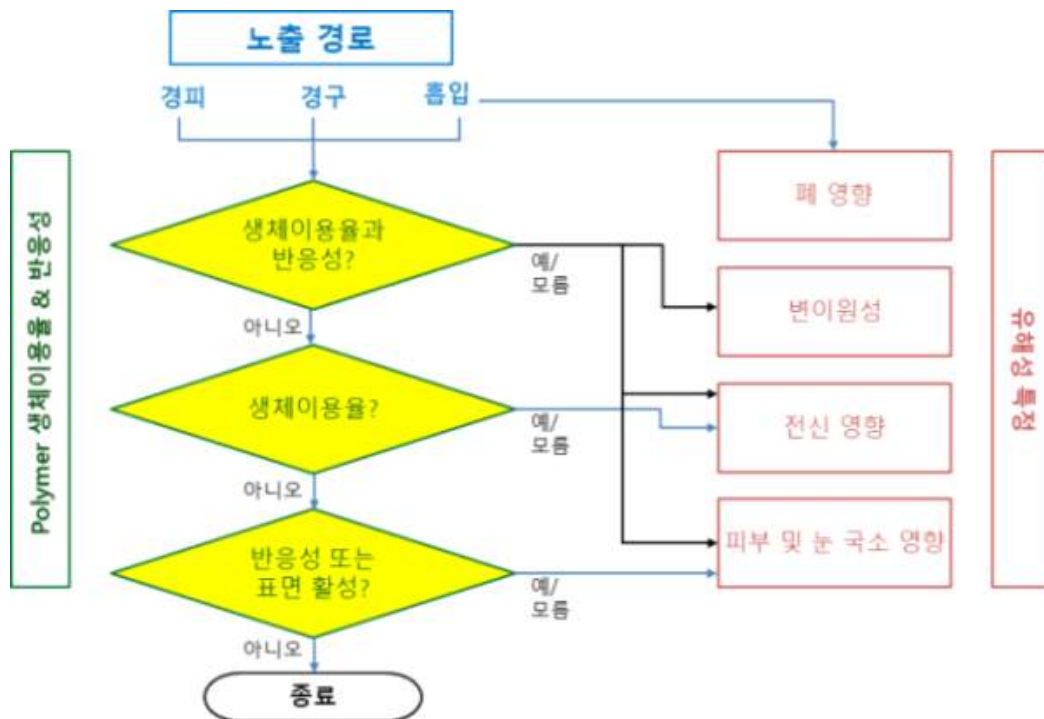 노출 경로
경피
경구
흡입
Polymer 생체이용율 & 반응성
생체이용율과
반응성?
예/
모름
아니오
생체이용율?
예/
모름
아니오
반응성 또는
표면 활성?
예/
모름
아니오
종료
폐 영향
변이원성
전신 영향
피부 및 눈 국소 영향
유해성 특정